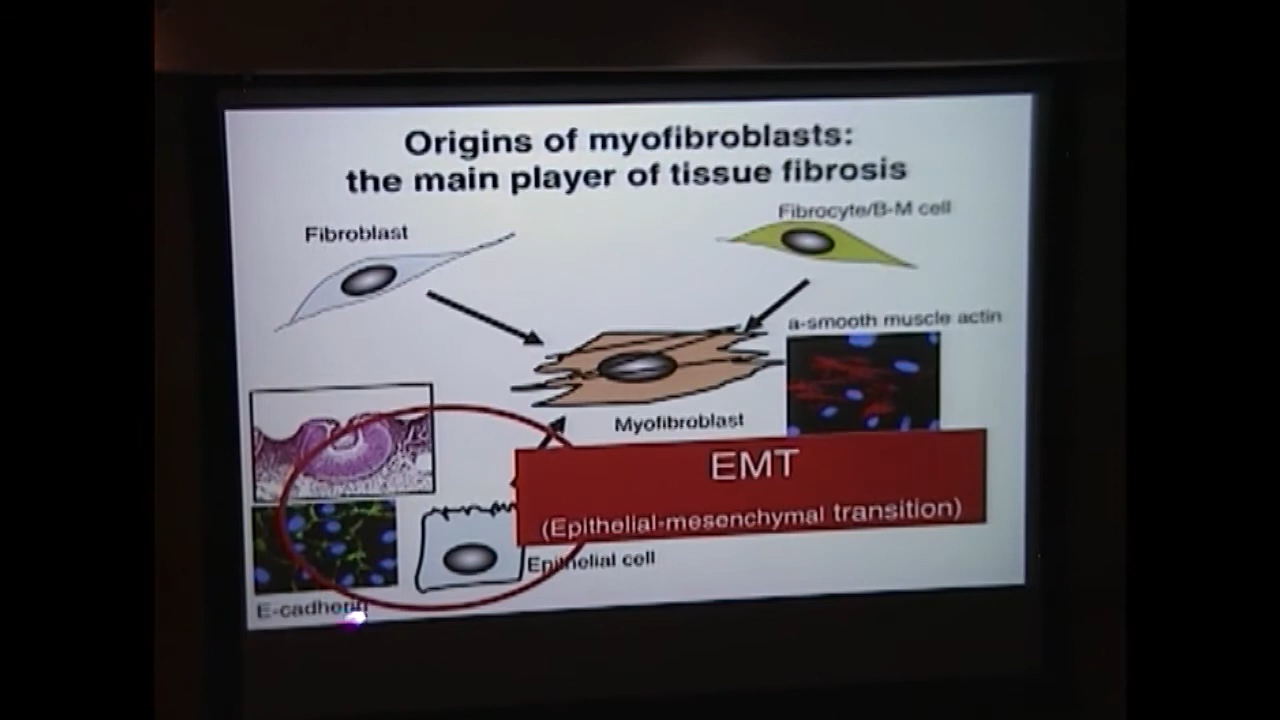 Origins of myofibroblasts:
the main player of tissue fibrosis
Fibroblast
Fibrocyte/B-M cell
a-smooth muscle actin
Myofibroblast
EMT
(Epithelial-mesenchymal transition)
Epithelial cell
E-cadherin